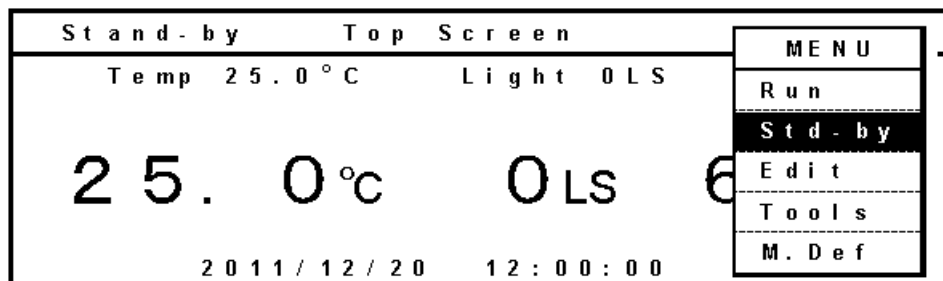 Stand-by Top Screen
Temp 25.0°C Light 0LS
25.0°C 0LS 6
2011/12/20 12:00:00
MENU
Run
Std-by
Edit
Tools
M.Def